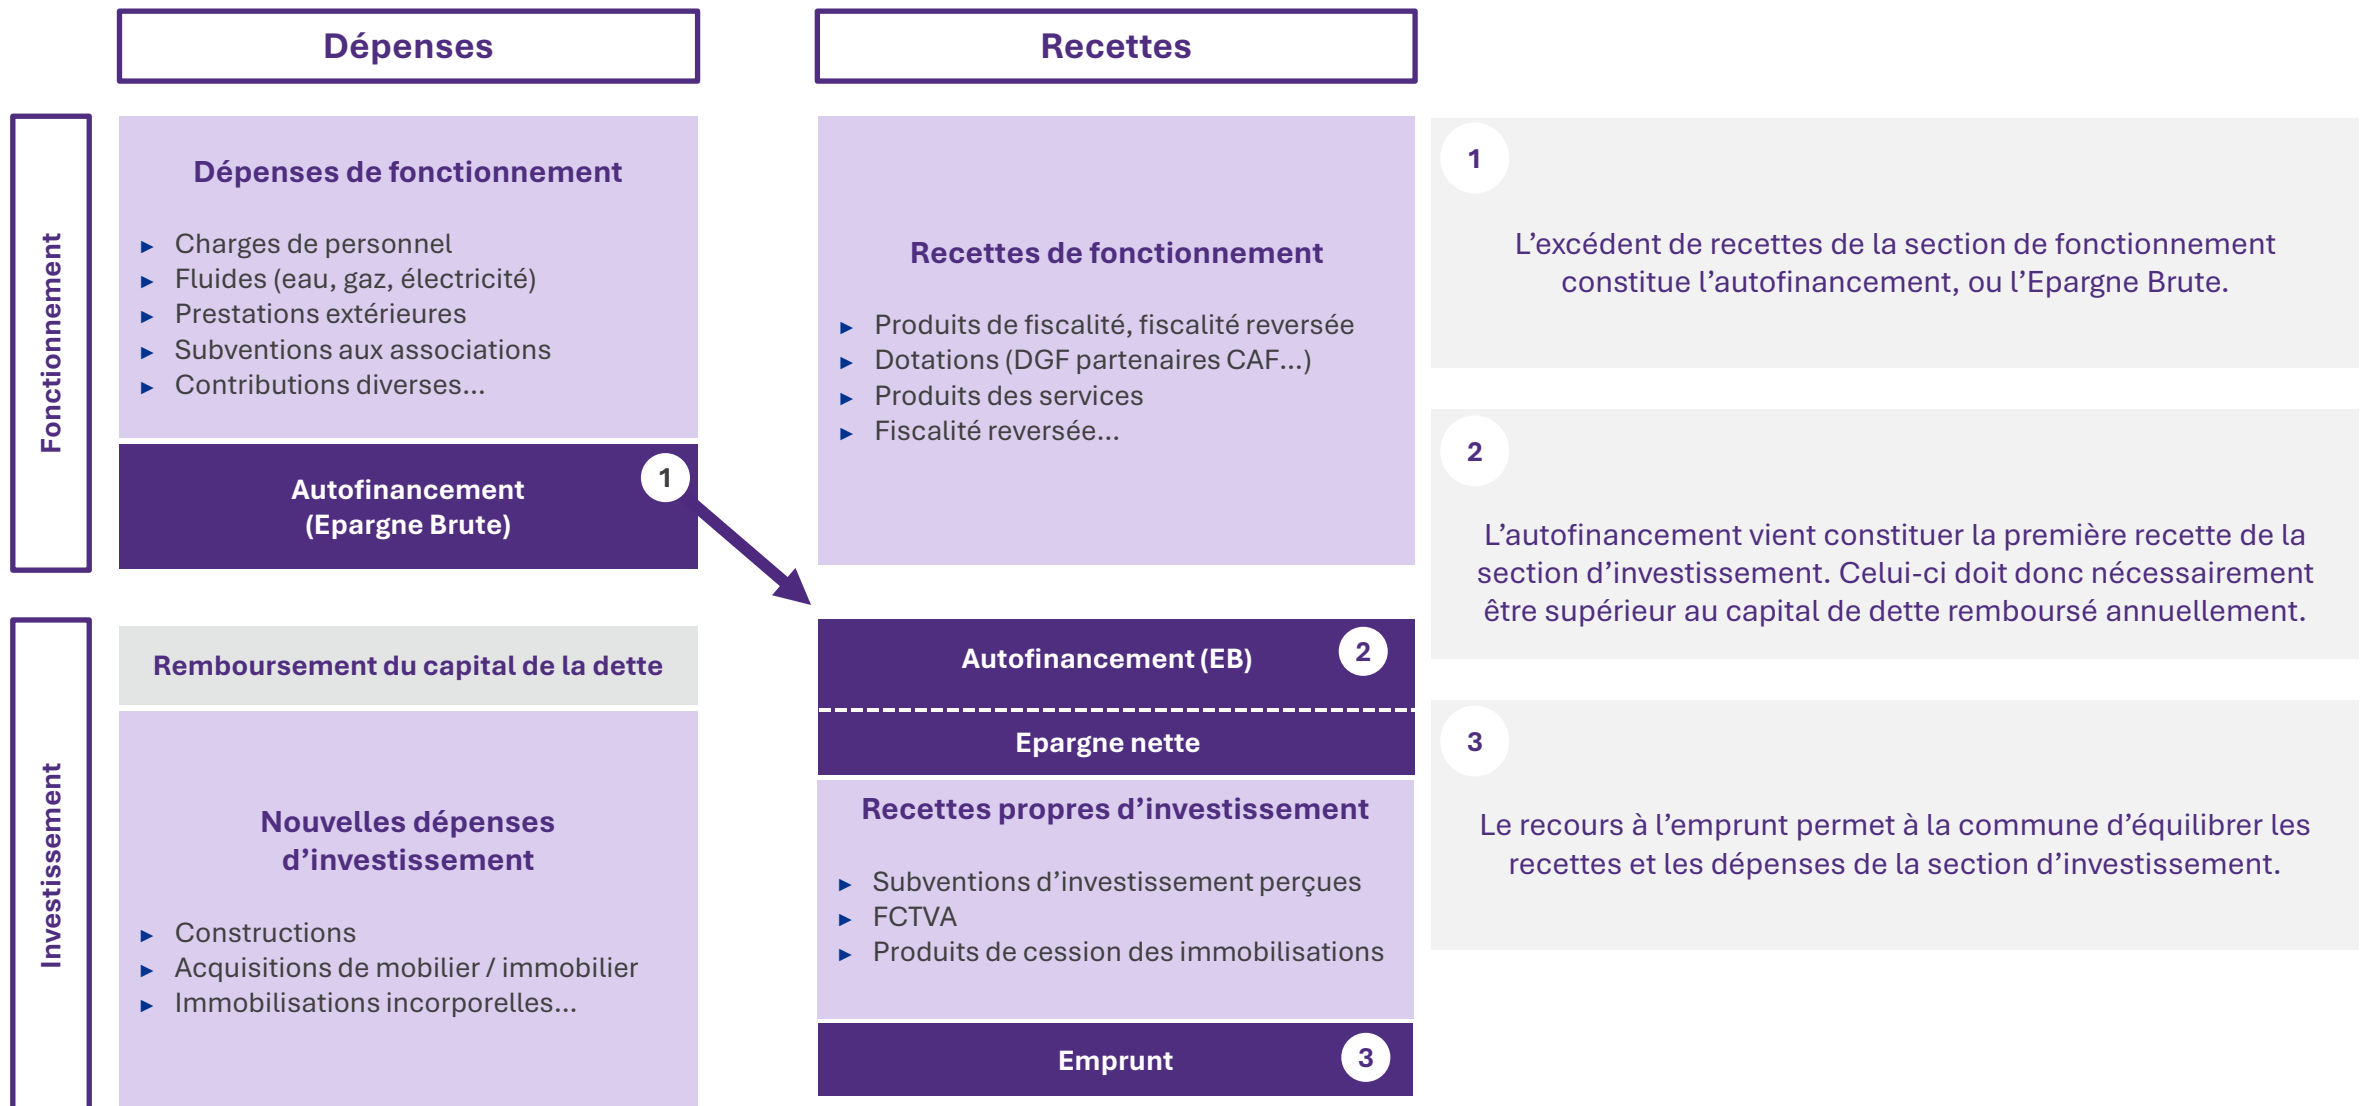 Dépenses
Recettes
Fonctionnement
Dépenses de fonctionnement
► Charges de personnel
► Fluides (eau, gaz, électricité)
► Prestations extérieures
► Subventions aux associations
► Contributions diverses...
Autofinancement
(Epargne Brute)
1
Recettes de fonctionnement
► Produits de fiscalité, fiscalité reversée
► Dotations (DGF partenaires CAF...)
► Produits des services
► Fiscalité reversée...
1
L'excédent de recettes de la section de fonctionnement
constitue l'autofinancement, ou l'Epargne Brute.
2
L'autofinancement vient constituer la première recette de la
section d'investissement. Celui-ci doit donc nécessairement
être supérieur au capital de dette remboursé annuellement.
Investissement
Remboursement du capital de la dette
Nouvelles dépenses
d'investissement
► Constructions
► Acquisitions de mobilier / immobilier
► Immobilisations incorporelles...
Autofinancement (EB)
2
Epargne nette
Recettes propres d'investissement
► Subventions d'investissement perçues
► FCTVA
► Produits de cession des immobilisations
Emprunt
3
3
Le recours à l'emprunt permet à la commune d'équilibrer les
recettes et les dépenses de la section d'investissement.